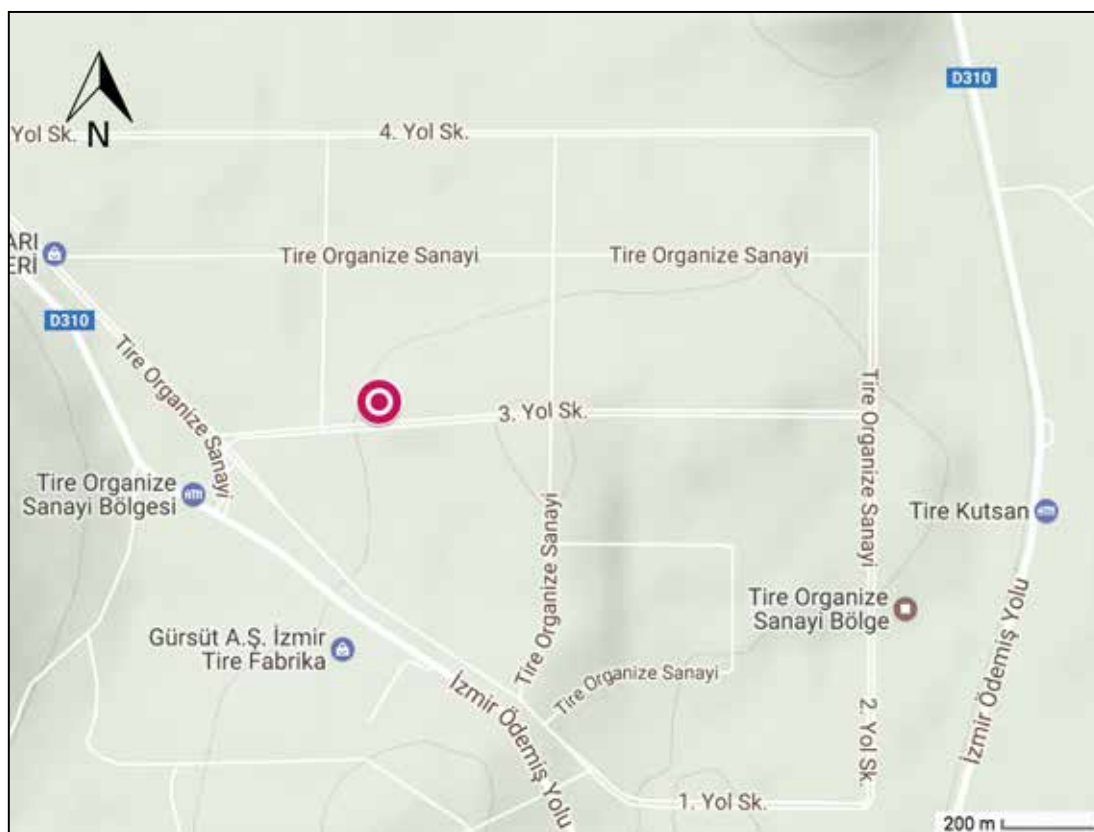 D310
N
Yol Sk.
4. Yol Sk.
ARI
ERİ
Tire Organize Sanayi
Tire Organize Sanayi
D310
Tire Organize Sanayi
3. Yol Sk.
Tire Organize Sanayi
Tire Organize
Sanayi Bölgesi
Tire Kutsan
Tire Organize Sanayi
Tire Organize
Sanayi Bölge
Gürsüt A.Ş. İzmir
Tire Fabrika
Tire Organize Sanayi
İzmir Ödemiş Yolu
İzmir Ödemiş Yolu
2. Yol Sk.
1. Yol Sk.
200 m